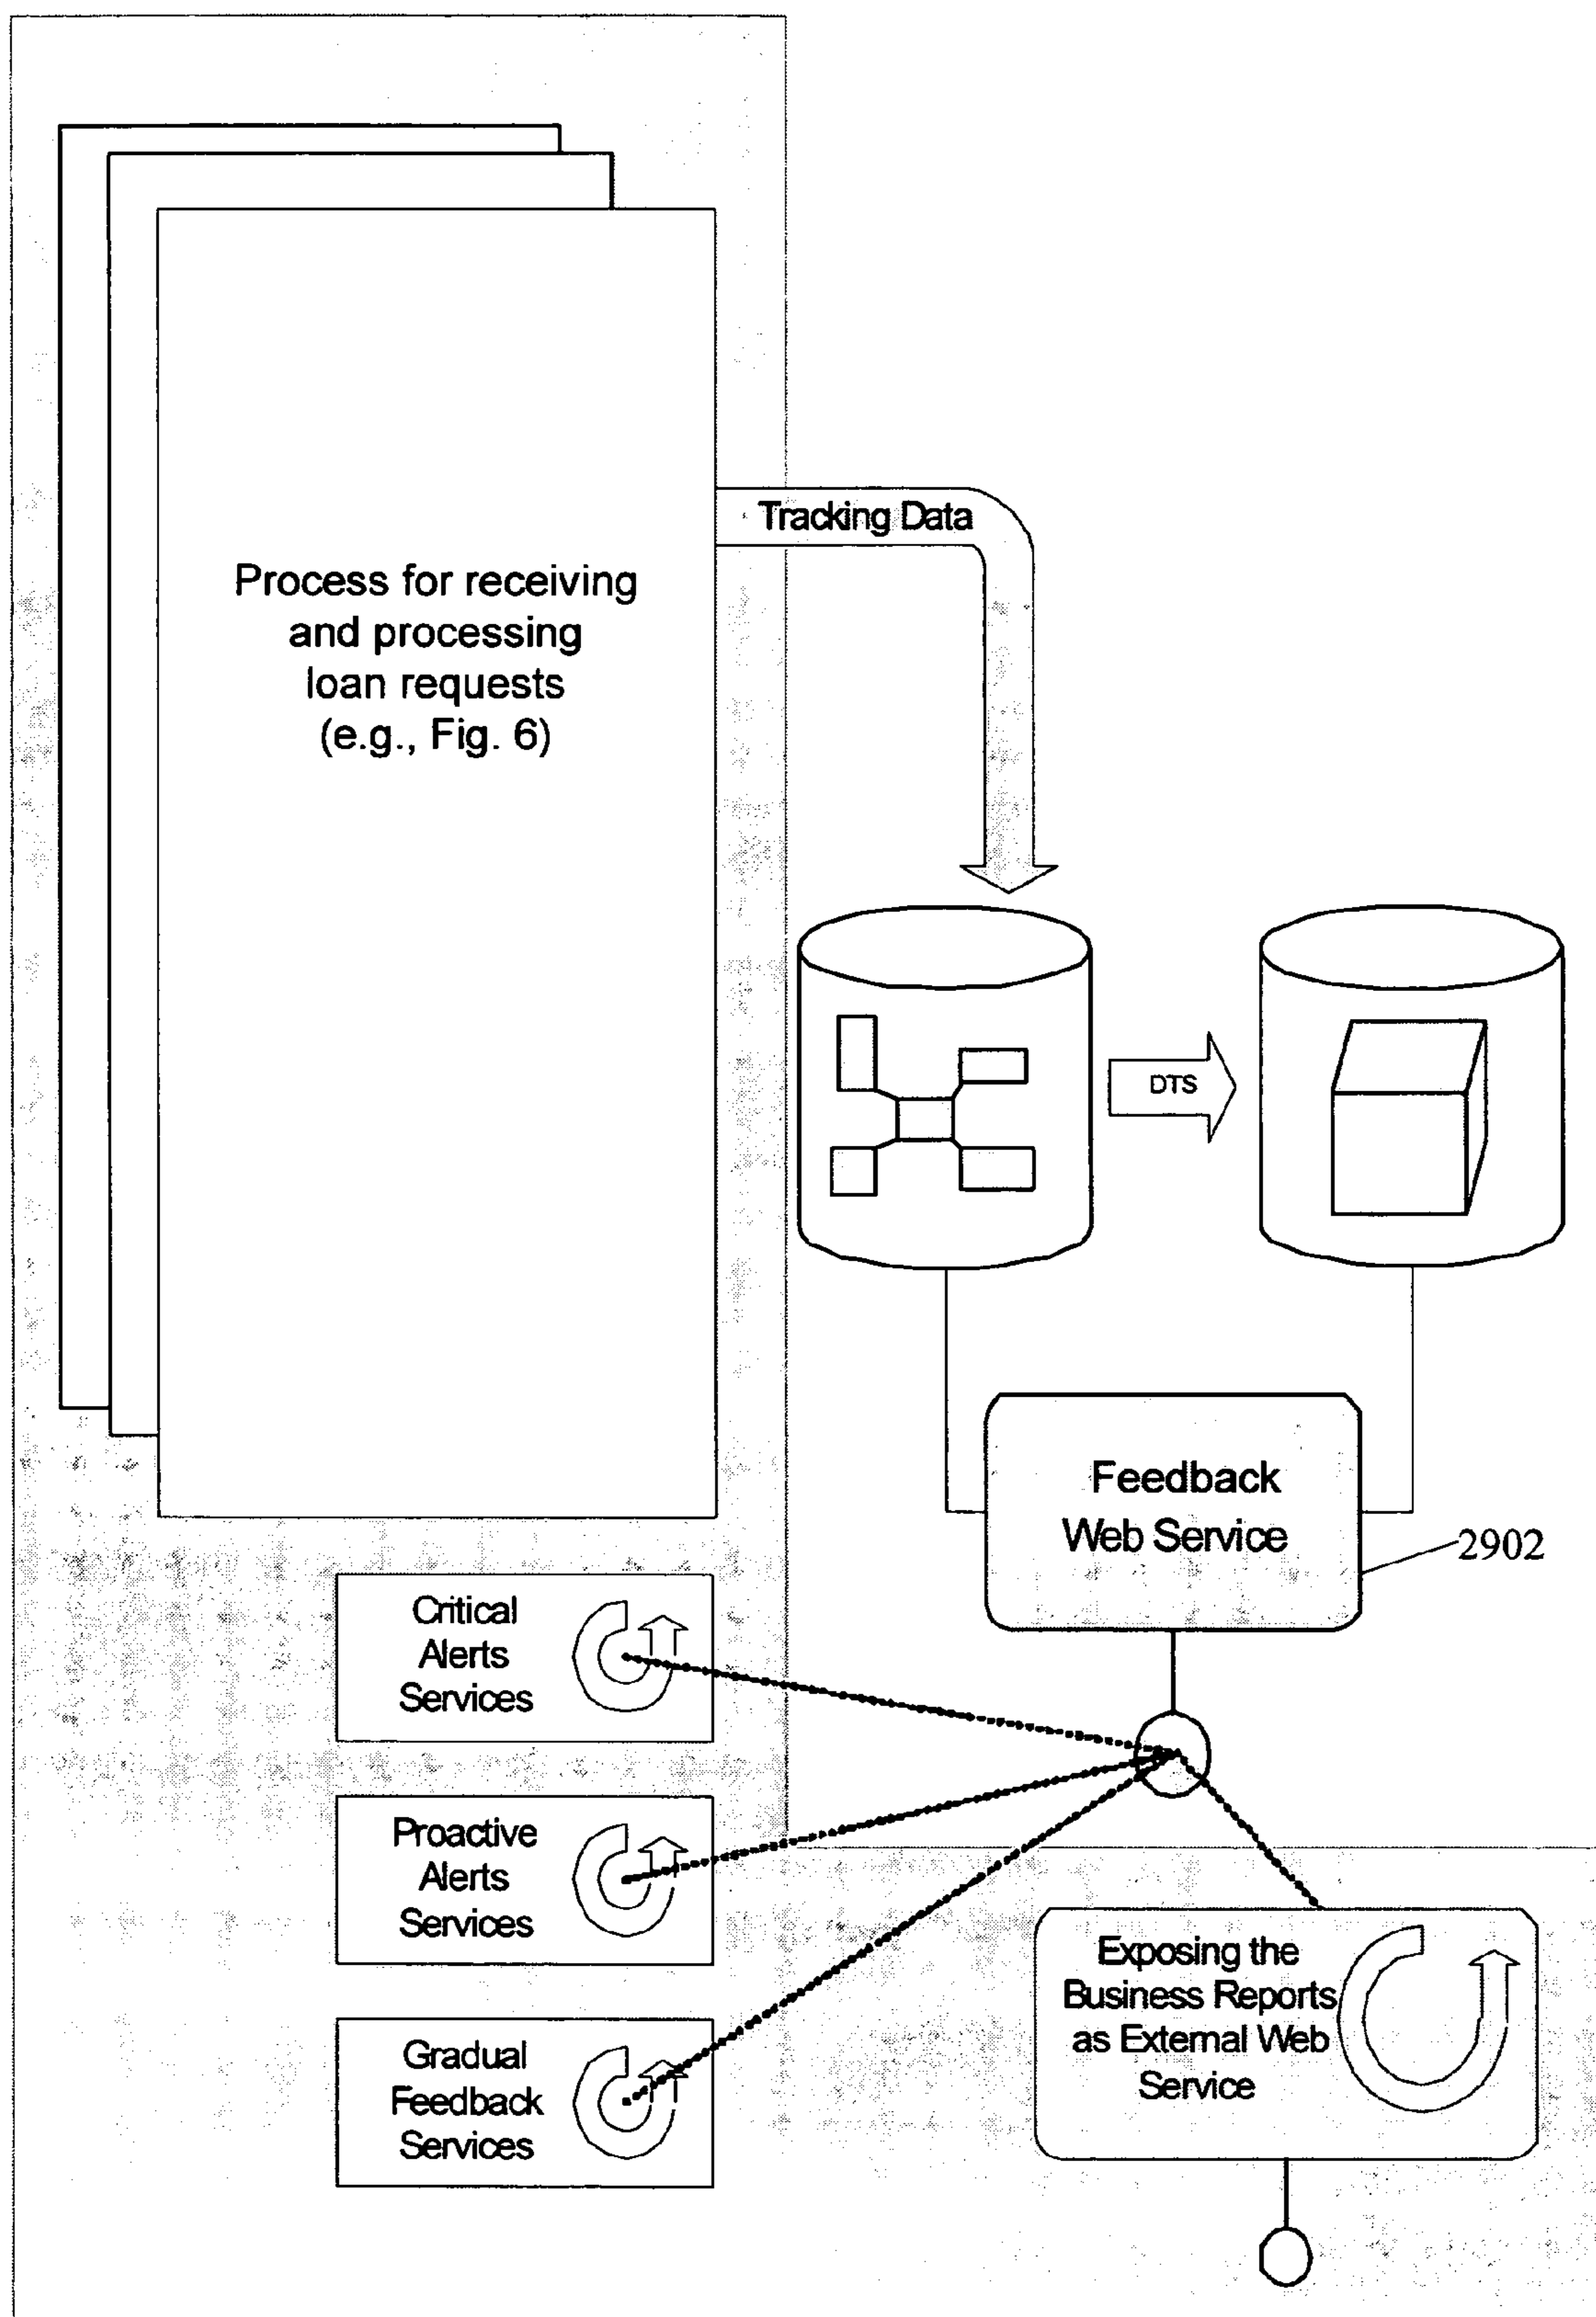 Process for receiving
and processing
loan requests
(e.g., Fig. 6)
Tracking Data
DTS
Feedback
Web Service
2902
Critical
Alerts
Services
Proactive
Alerts
Services
Gradual
Feedback
Services
Exposing the
Business Reports
as External Web
Service